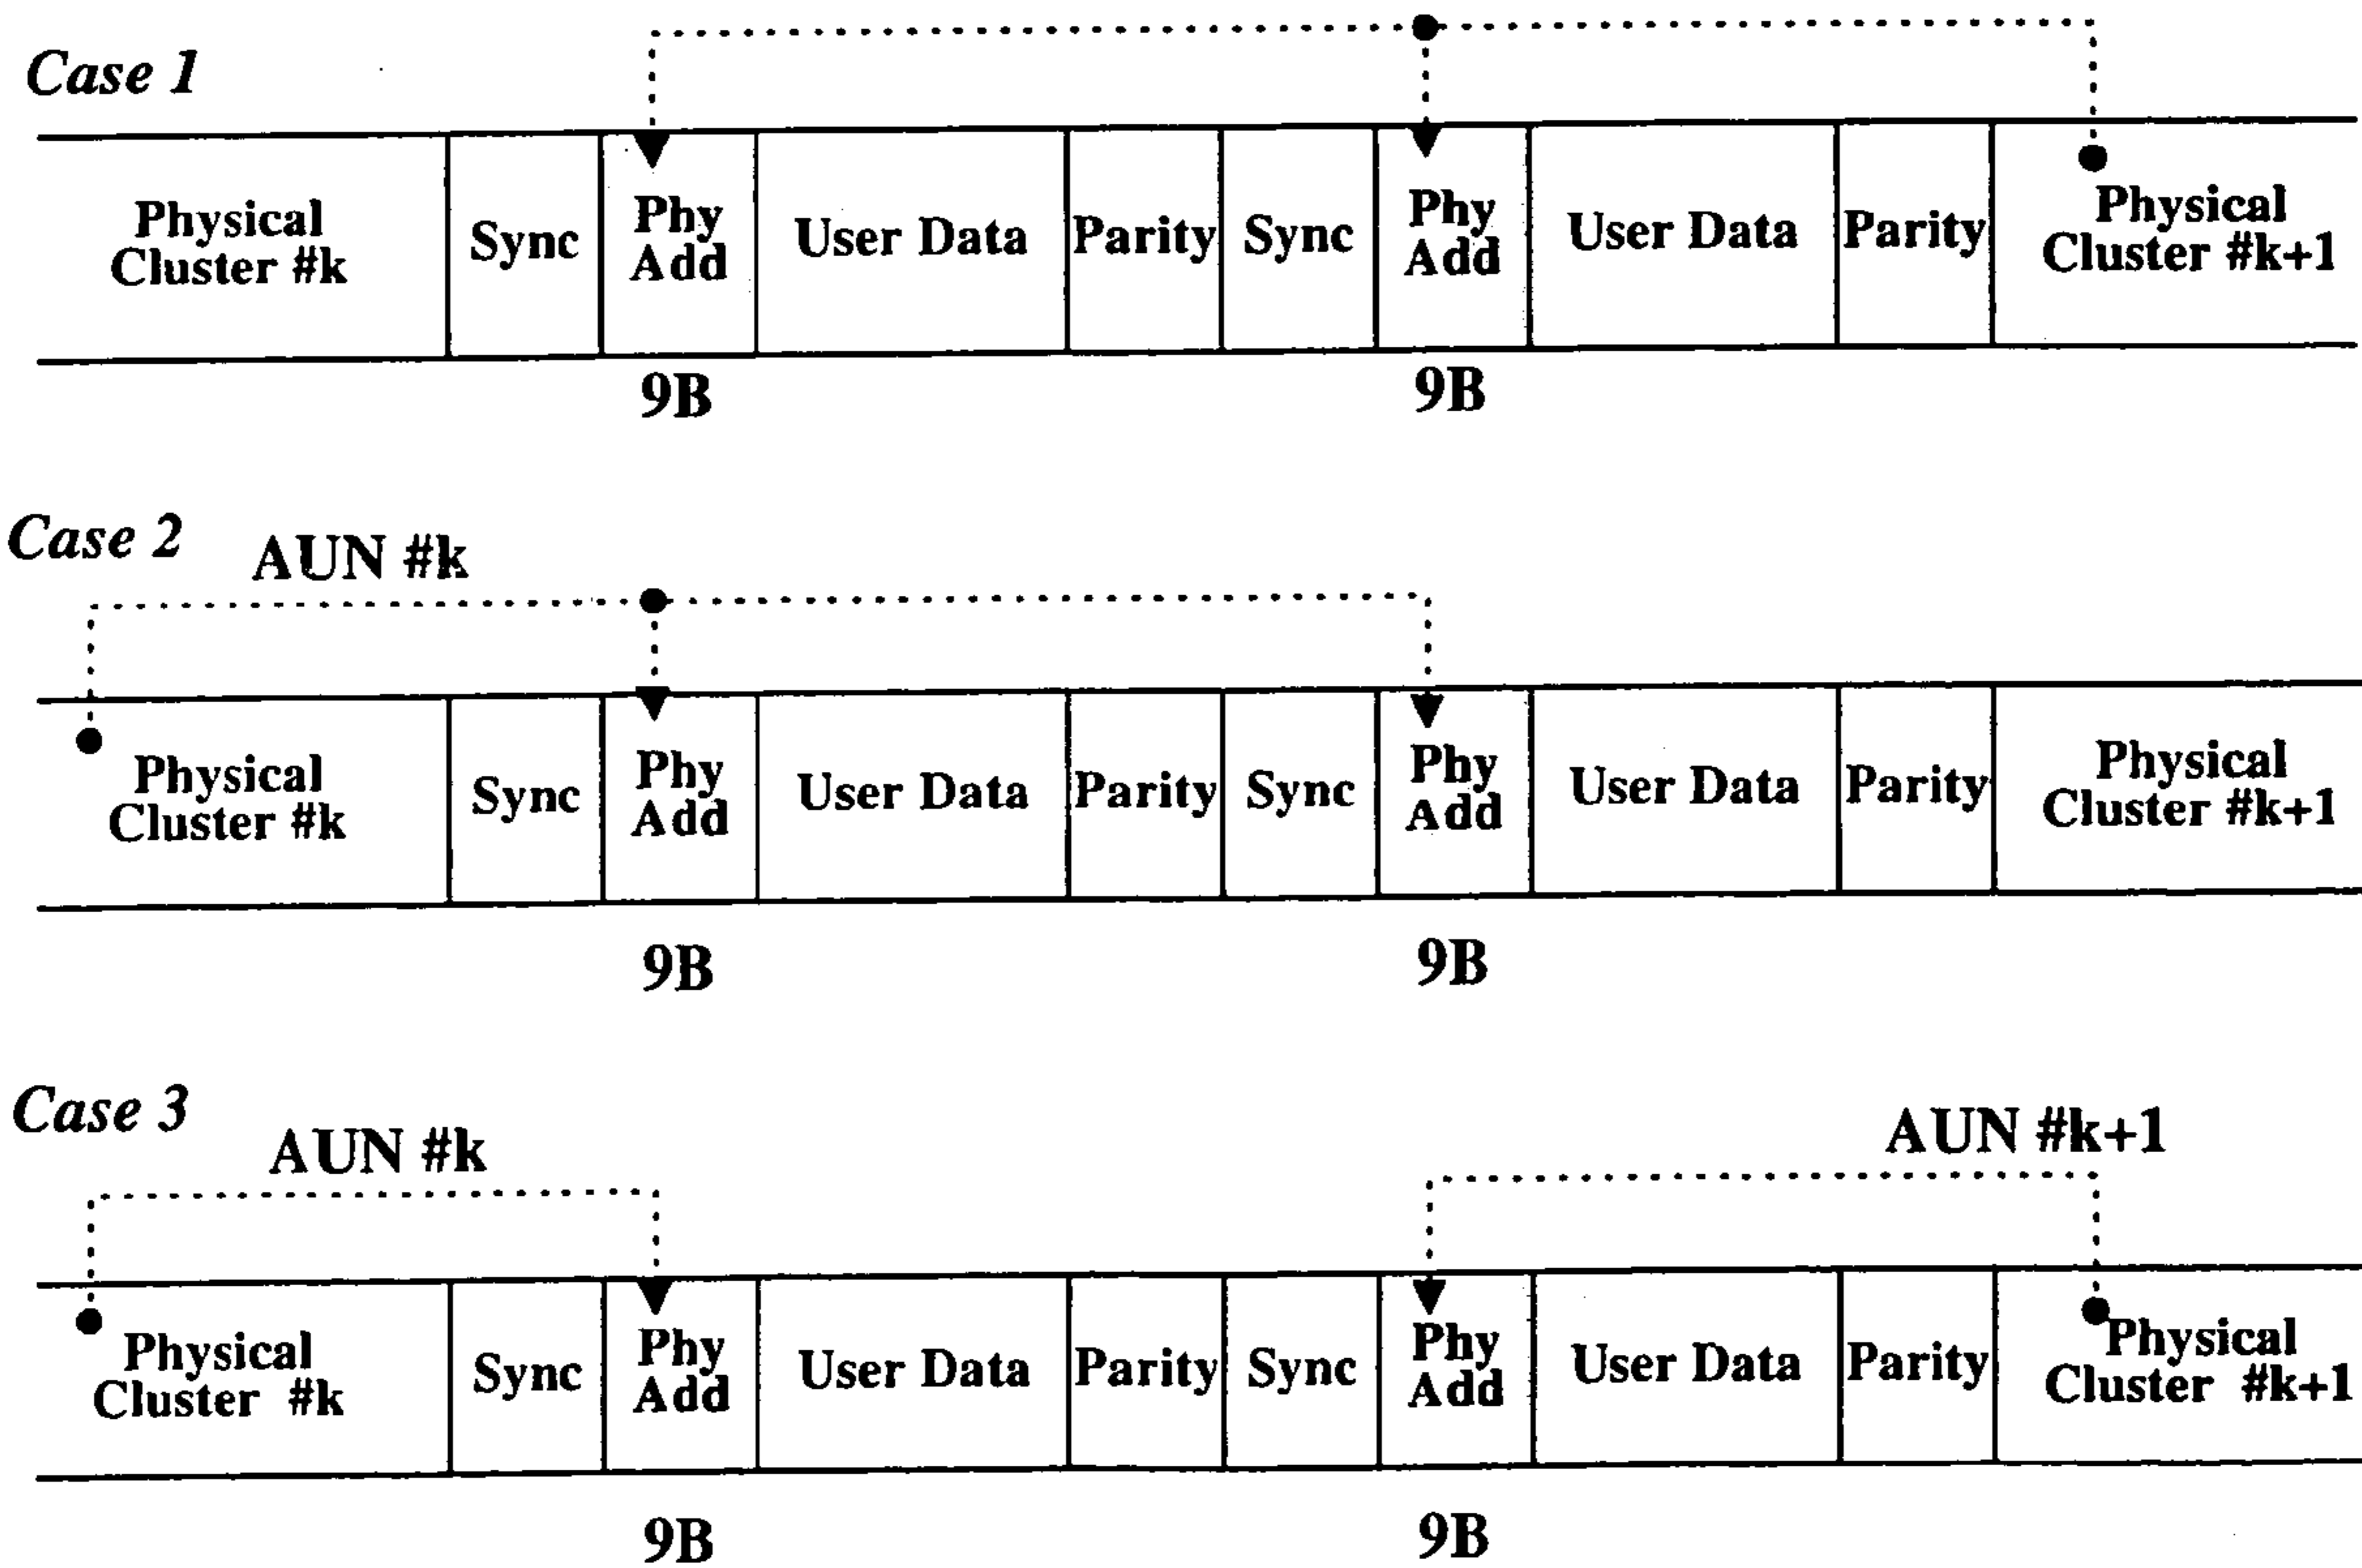 Case 1
Physical
Cluster #k
Sync
Phy
Add
User Data
Parity
Sync
Phy
Add
User Data
Parity
Physical
Cluster #k+1
9B
9B
Case 2
AUN #k
Physical
Cluster #k
Sync
Phy
Add
User Data
Parity
Sync
Phy
Add
User Data
Parity
Physical
Cluster #k+1
9B
9B
Case 3
AUN #k
AUN #k+1
Physical
Cluster #k
Sync
Phy
Add
User Data
Parity
Sync
Phy
Add
User Data
Parity
Physical
Cluster #k+1
9B
9B